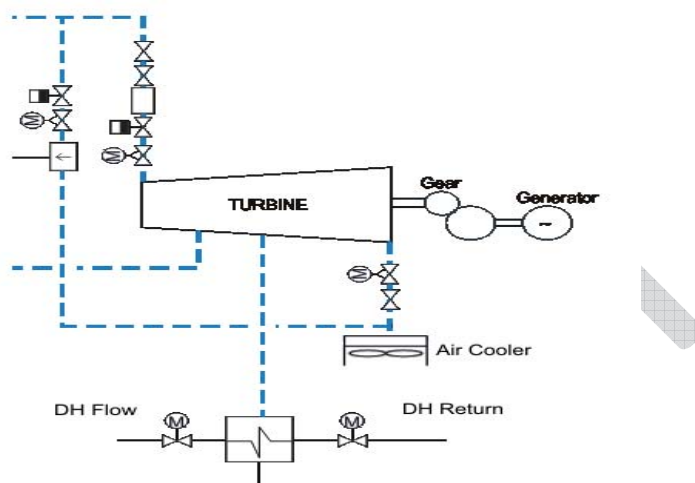 M
M
Gear
TURBINE
Generator
~
M
Air Cooler
DH Flow
M
M
DH Return